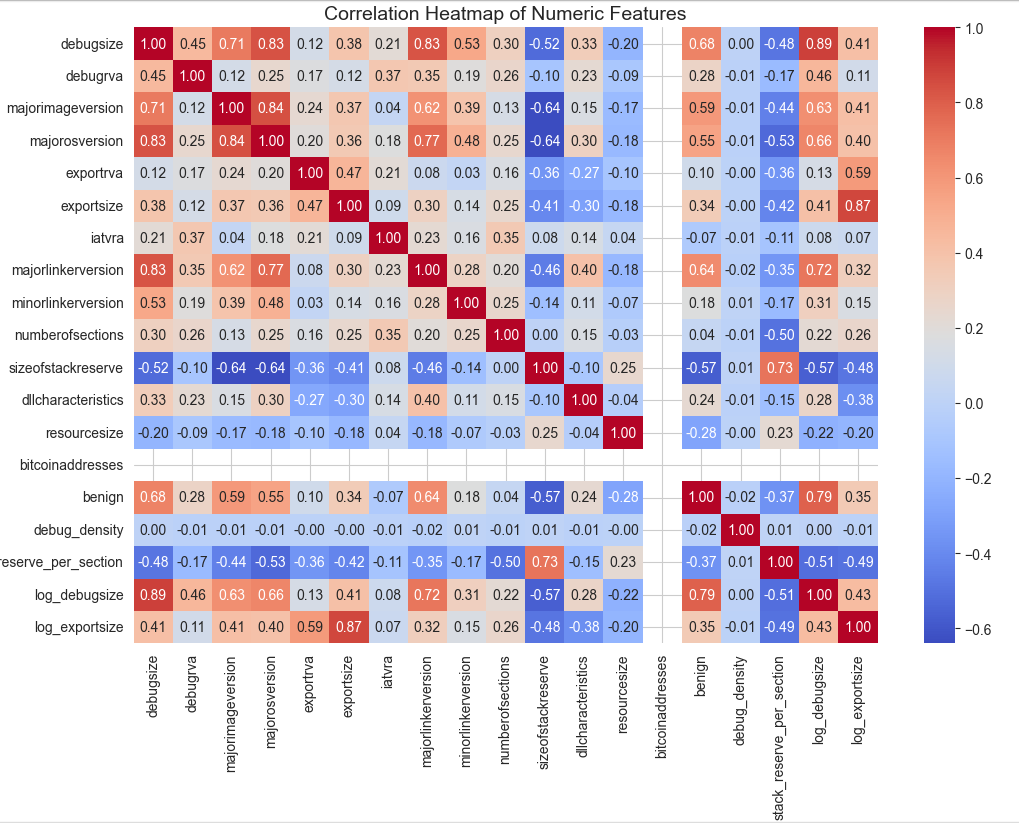 Correlation Heatmap of Numeric Features
debugsize 1.00 0.45 0.71 0.83 0.12 0.38 0.21 0.83 0.53 0.30 -0.52 0.33 -0.20 0.68 0.00 -0.48 0.89 0.41
debugrva 0.45 1.00 0.12 0.25 0.17 0.12 0.37 0.35 0.19 0.26 -0.10 0.23 -0.09 0.28 -0.01 -0.17 0.46 0.11
majorimageversion 0.71 0.12 1.00 0.84 0.24 0.37 0.04 0.62 0.39 0.13 -0.64 0.15 -0.17 0.59 -0.01 -0.44 0.63 0.41
majorosversion 0.83 0.25 0.84 1.00 0.20 0.36 0.18 0.77 0.48 0.25 -0.64 0.30 -0.18 0.55 -0.01 -0.53 0.66 0.40
exportrva 0.12 0.17 0.24 0.20 1.00 0.47 0.21 0.08 0.03 0.16 -0.36 -0.27 -0.10 0.10 -0.00 -0.36 0.13 0.59
exportsize 0.38 0.12 0.37 0.36 0.47 1.00 0.09 0.30 0.14 0.25 -0.41 -0.30 -0.18 0.34 -0.00 -0.42 0.41 0.87
iatvra 0.21 0.37 0.04 0.18 0.21 0.09 1.00 0.23 0.16 0.35 0.08 0.14 0.04 -0.07 -0.01 -0.11 0.08 0.07
majorlinkerversion 0.83 0.35 0.62 0.77 0.08 0.30 0.23 1.00 0.28 0.20 -0.46 0.40 -0.18 0.64 -0.02 -0.35 0.72 0.32
minorlinkerversion 0.53 0.19 0.39 0.48 0.03 0.14 0.16 0.28 1.00 0.25 -0.14 0.11 -0.07 0.18 0.01 -0.17 0.31 0.15
numberofsections 0.30 0.26 0.13 0.25 0.16 0.25 0.35 0.20 0.25 1.00 0.00 0.15 -0.03 0.04 -0.01 -0.50 0.22 0.26
sizeofstackreserve -0.52 -0.10 -0.64 -0.64 -0.36 -0.41 0.08 -0.46 -0.14 0.00 1.00 -0.10 0.25 -0.57 0.01 0.73 -0.57 -0.48
dllcharacteristics 0.33 0.23 0.15 0.30 -0.27 -0.30 0.14 0.40 0.11 0.15 -0.10 1.00 -0.04 0.24 -0.01 -0.15 0.28 -0.38
resourcesize -0.20 -0.09 -0.17 -0.18 -0.10 -0.18 0.04 -0.18 -0.07 -0.03 0.25 -0.04 1.00 -0.28 -0.00 0.23 -0.22 -0.20
bitcoinaddresses
benign 0.68 0.28 0.59 0.55 0.10 0.34 -0.07 0.64 0.18 0.04 -0.57 0.24 -0.28 1.00 -0.02 -0.37 0.79 0.35
debug_density 0.00 -0.01 -0.01 -0.01 -0.00 -0.00 -0.01 -0.02 0.01 -0.01 0.01 -0.01 -0.00 -0.02 1.00 0.01 0.00 -0.01
reserve_per_section -0.48 -0.17 -0.44 -0.53 -0.36 -0.42 -0.11 -0.35 -0.17 -0.50 0.73 -0.15 0.23 -0.37 0.01 1.00 -0.51 -0.49
log_debugsize 0.89 0.46 0.63 0.66 0.13 0.41 0.08 0.72 0.31 0.22 -0.57 0.28 -0.22 0.79 0.00 -0.51 1.00 0.43
log_exportsize 0.41 0.11 0.41 0.40 0.59 0.87 0.07 0.32 0.15 0.26 -0.48 -0.38 -0.20 0.35 -0.01 -0.49 0.43 1.00
debugsize
debugrva
majorimageversion
majorosversion
exportrva
exportsize
iatvra
majorlinkerversion
minorlinkerversion
numberofsections
sizeofstackreserve
dllcharacteristics
resourcesize
bitcoinaddresses
benign
debug_density
stack_reserve_per_section
log_debugsize
log_exportsize
1.0
0.8
0.6
0.4
0.2
0.0
−0.2
−0.4
−0.6